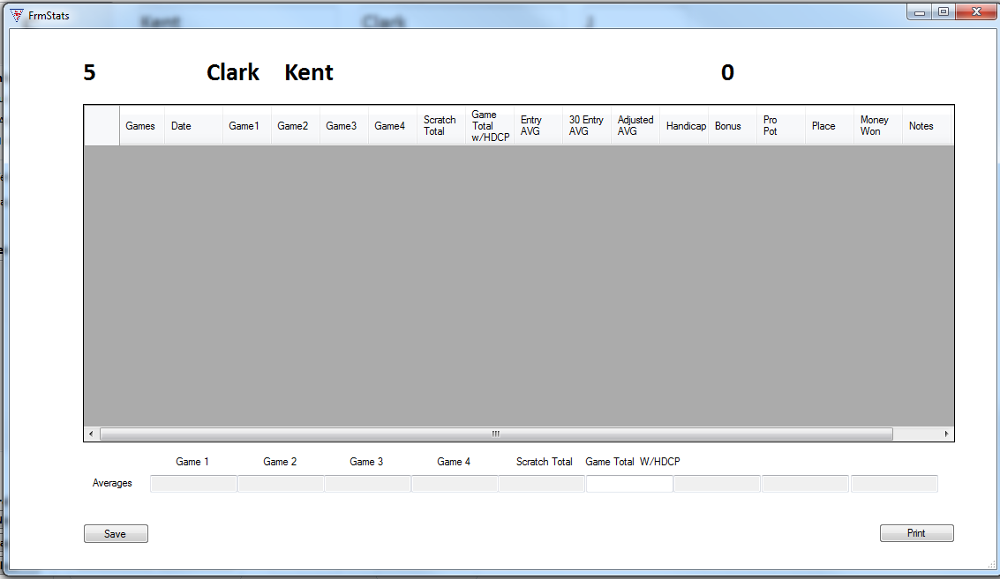 FrmStats
Kent Clark J
5 Clark Kent 0
Games Date Game1 Game2 Game3 Game4 Scratch Total Game Total w/HDCP Entry AVG 30 Entry AVG Adjusted AVG Handicap Bonus Pro Pot Place Money Won Notes
Game 1 Game 2 Game 3 Game 4 Scratch Total Game Total W/HDCP
Averages
Save Print